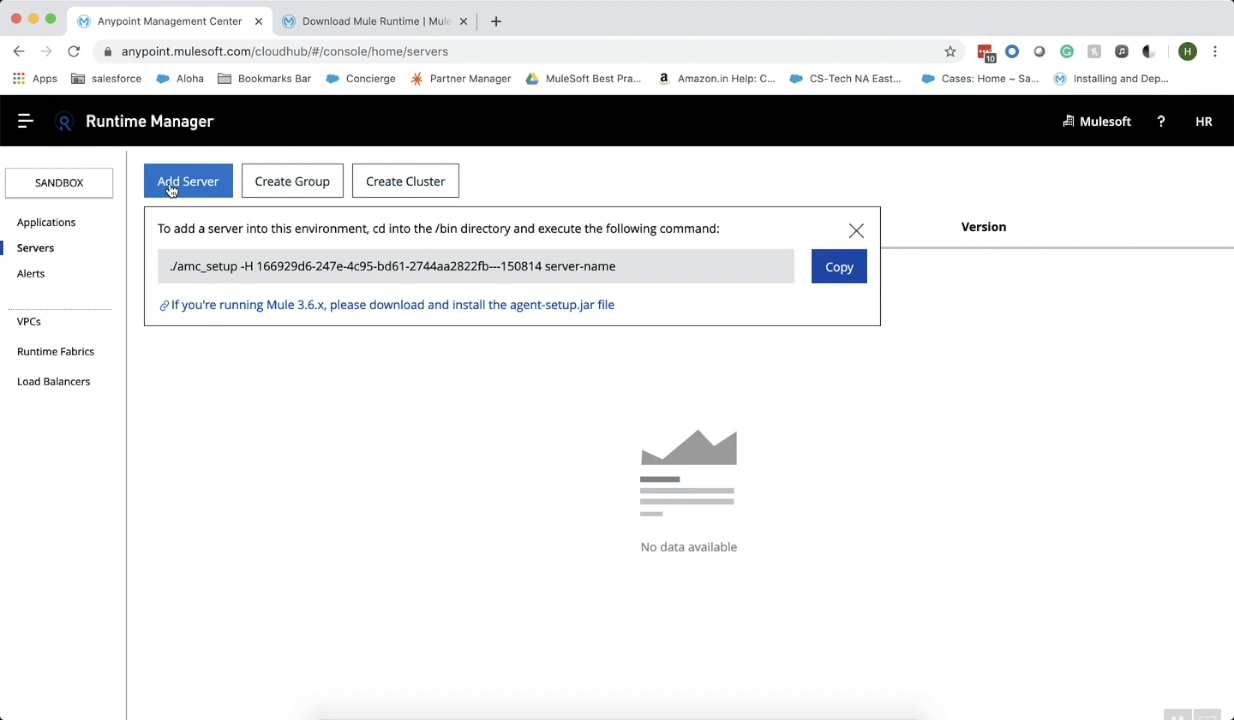 Anypoint Management Center
Download Mule Runtime | Mule
anypoint.mulesoft.com/cloudhub/#/console/home/servers
10
H
Apps salesforce Aloha Bookmarks Bar Concierge Partner Manager MuleSoft Best Pra... Amazon.in Help: C... CS-Tech NA East... Cases: Home ~ Sa... Installing and Dep...
Runtime Manager
Mulesoft ? HR
SANDBOX
Applications
Servers
Alerts
VPCs
Runtime Fabrics
Load Balancers
Add Server Create Group Create Cluster
Version
To add a server into this environment, cd into the /bin directory and execute the following command:
./amc_setup -H 166929d6-247e-4c95-bd61-2744aa2822fb---150814 server-name
Copy
If you're running Mule 3.6.x, please download and install the agent-setup.jar file
No data available